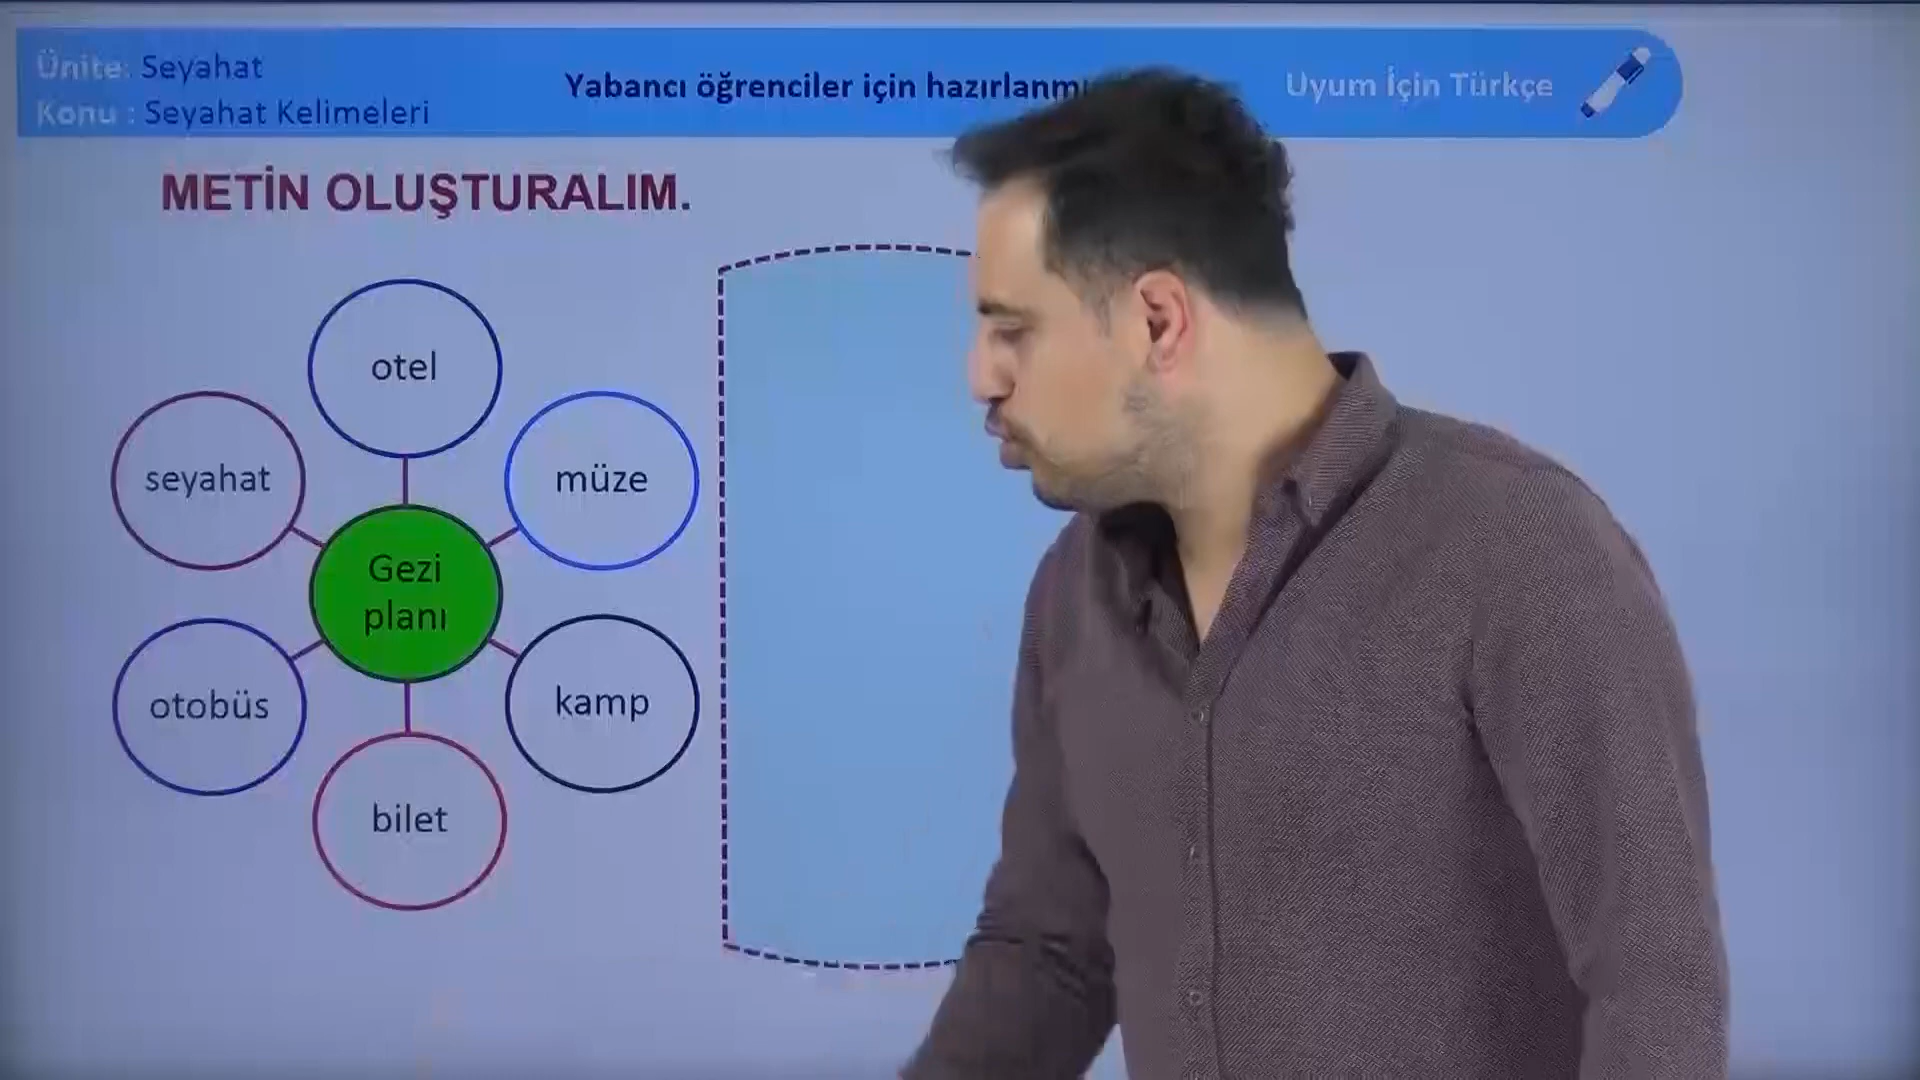 Ünite: Seyahat
Konu : Seyahat Kelimeleri
Yabancı öğrenciler için
Uyum İçin Türkçe
METİN OLUŞTURALIM.
otel
seyahat
müze
Gezi
planı
otobüs
kamp
bilet